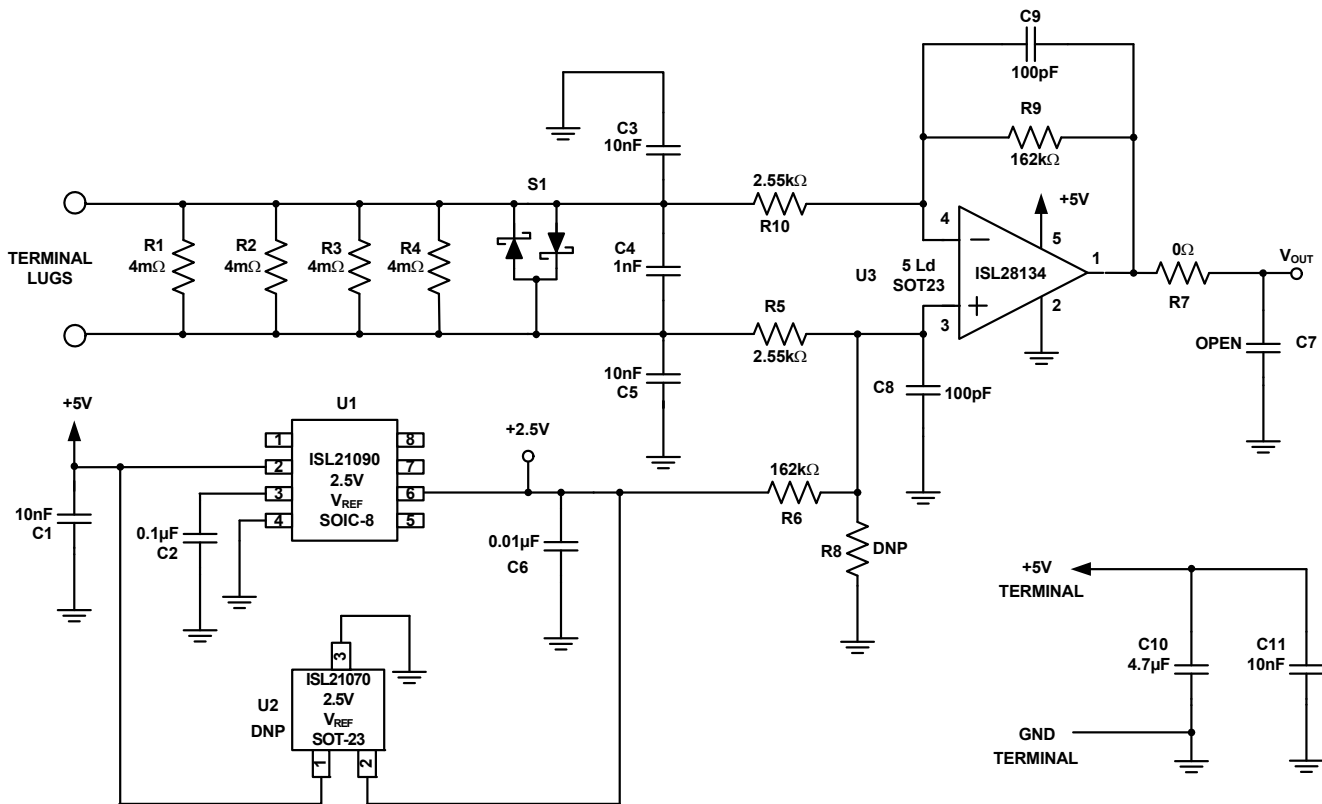 C9
100pF
R9
162kΩ
C3
10nF
S1
2.55kΩ
R10
+5V
4
5
TERMINAL
LUGS
R1
4mΩ
R2
4mΩ
R3
4mΩ
R4
4mΩ
C4
1nF
U3
5 Ld
SOT23
ISL28134
1
0Ω
R7
VOUT
R5
2.55kΩ
3
2
OPEN
C7
10nF
C5
C8
100pF
+5V
U1
1
2
3
4
ISL21090
2.5V
VREF
SOIC-8
8
7
6
5
+2.5V
162kΩ
R6
10nF
C1
0.1µF
C2
0.01µF
C6
R8
DNP
+5V
TERMINAL
C10
4.7µF
C11
10nF
GND
TERMINAL
3
U2
DNP
ISL21070
2.5V
VREF
SOT-23
1
2